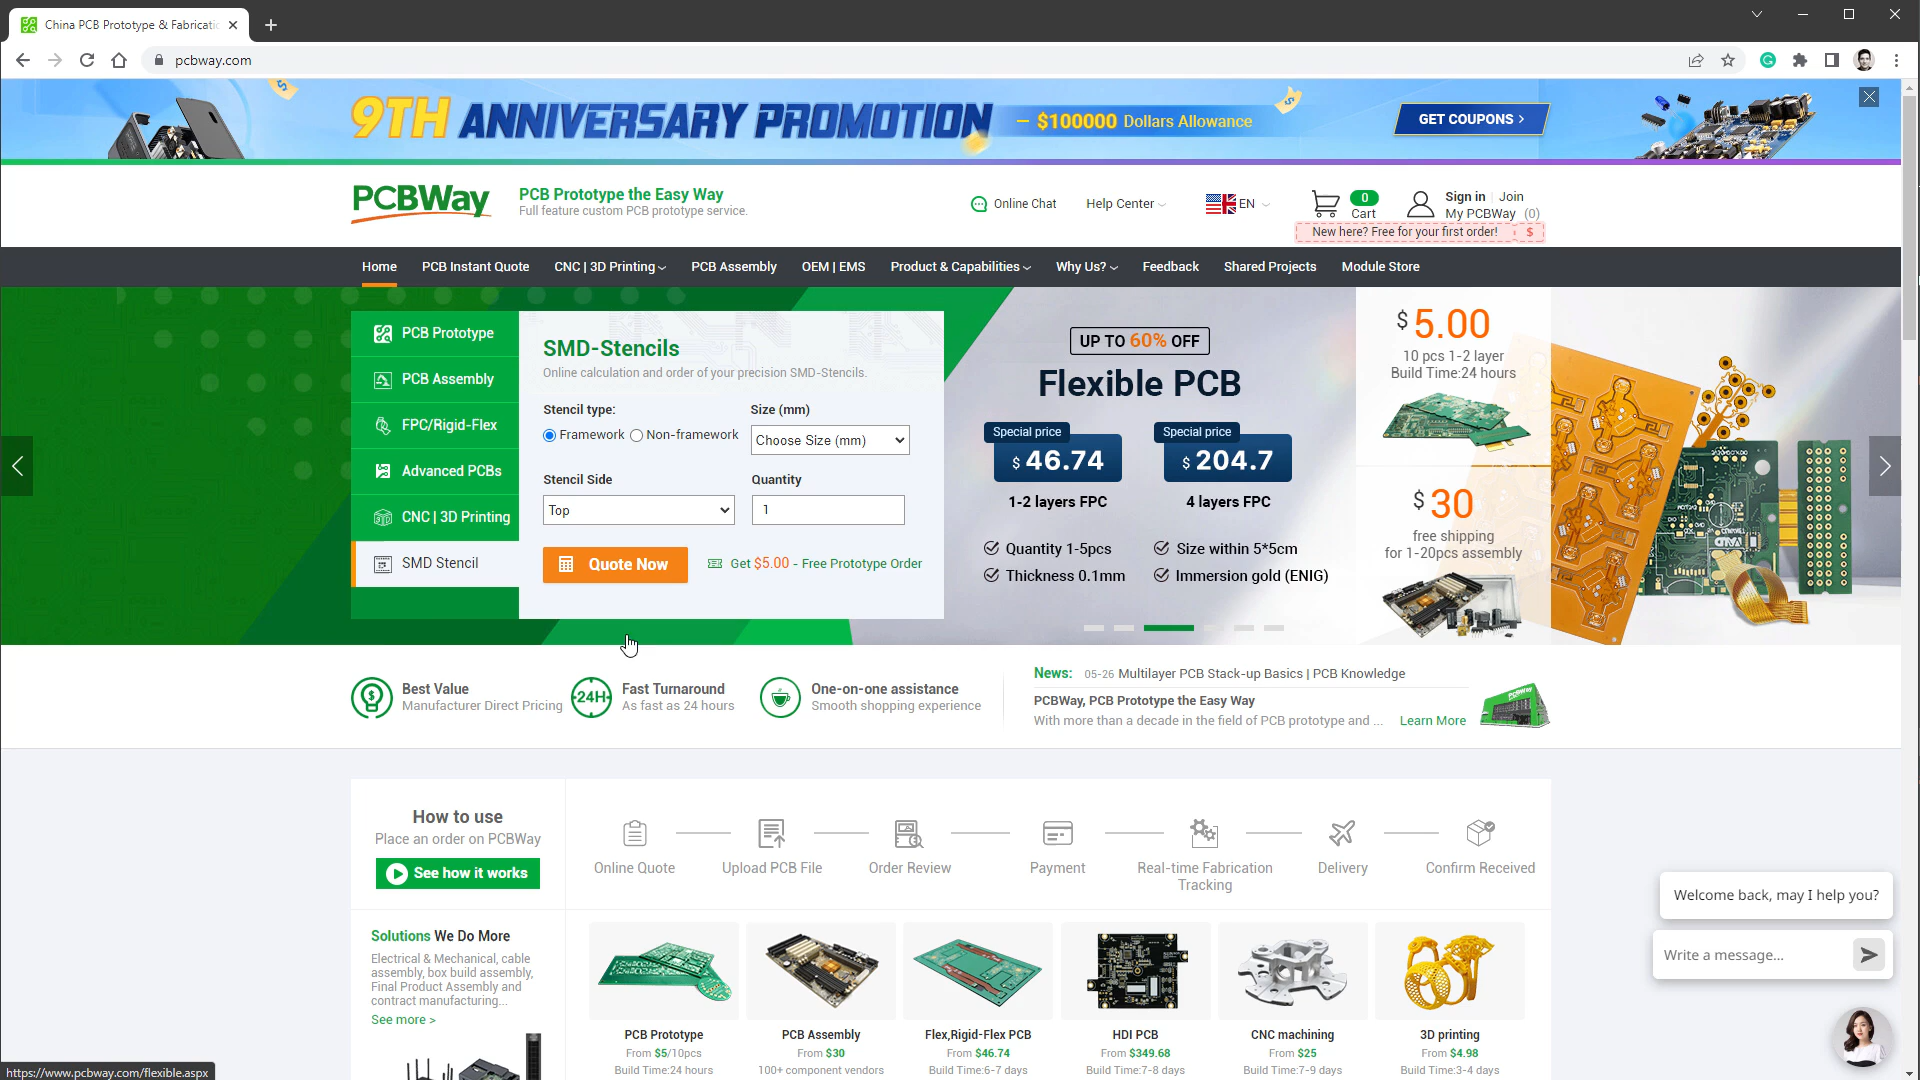 China PCB Prototype & Fabricatic
pcbway.com
9TH ANNIVERSARY PROMOTION – $100000 Dollars Allowance
GET COUPONS >
PCBWay
PCB Prototype the Easy Way
Full feature custom PCB prototype service.
Online Chat
Help Center
EN
0
Cart
Sign in | Join
My PCBWay (0)
New here? Free for your first order! $
Home
PCB Instant Quote
CNC | 3D Printing
PCB Assembly
OEM | EMS
Product & Capabilities
Why Us?
Feedback
Shared Projects
Module Store
PCB Prototype
PCB Assembly
FPC/Rigid-Flex
Advanced PCBs
CNC | 3D Printing
SMD Stencil
SMD-Stencils
Online calculation and order of your precision SMD-Stencils.
Stencil type:
Framework
Non-framework
Size (mm)
Choose Size (mm)
Stencil Side
Top
Quantity
1
Quote Now
Get $5.00 - Free Prototype Order
UP TO 60% OFF
Flexible PCB
Special price
$ 46.74
1-2 layers FPC
Special price
$ 204.7
4 layers FPC
Quantity 1-5pcs
Size within 5*5cm
Thickness 0.1mm
Immersion gold (ENIG)
$ 5.00
10 pcs 1-2 layer
Build Time:24 hours
$ 30
free shipping
for 1-20pcs assembly
Best Value
Manufacturer Direct Pricing
24H
Fast Turnaround
As fast as 24 hours
One-on-one assistance
Smooth shopping experience
News: 05-26 Multilayer PCB Stack-up Basics | PCB Knowledge
PCBWay, PCB Prototype the Easy Way
With more than a decade in the field of PCB prototype and ... Learn More
How to use
Place an order on PCBWay
See how it works
Online Quote
Upload PCB File
Order Review
Payment
Real-time Fabrication
Tracking
Delivery
Confirm Received
Solutions We Do More
Electrical & Mechanical, cable
assembly, box build assembly,
Final Product Assembly and
contract manufacturing...
See more >
PCB Prototype
From $5/10pcs
Build Time:24 hours
PCB Assembly
From $30
100+ component vendors
Flex,Rigid-Flex PCB
From $46.74
Build Time:6-7 days
HDI PCB
From $349.68
Build Time:7-8 days
CNC machining
From $25
Build Time:7-9 days
3D printing
From $4.98
Build Time:3-4 days
Welcome back, may I help you?
Write a message...
https://www.pcbway.com/flexible.aspx